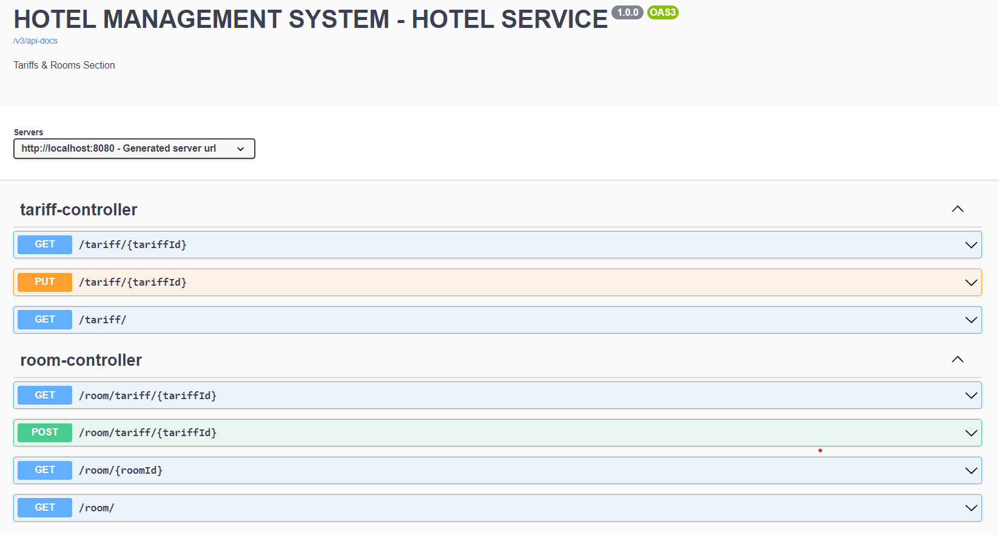 HOTEL MANAGEMENT SYSTEM - HOTEL SERVICE 1.0.0 OAS3
/v3/api-docs
Tariffs & Rooms Section
Servers
http://localhost:8080 - Generated server url
tariff-controller
GET /tariff/{tariffId}
PUT /tariff/{tariffId}
GET /tariff/
room-controller
GET /room/tariff/{tariffId}
POST /room/tariff/{tariffId}
GET /room/{roomId}
GET /room/